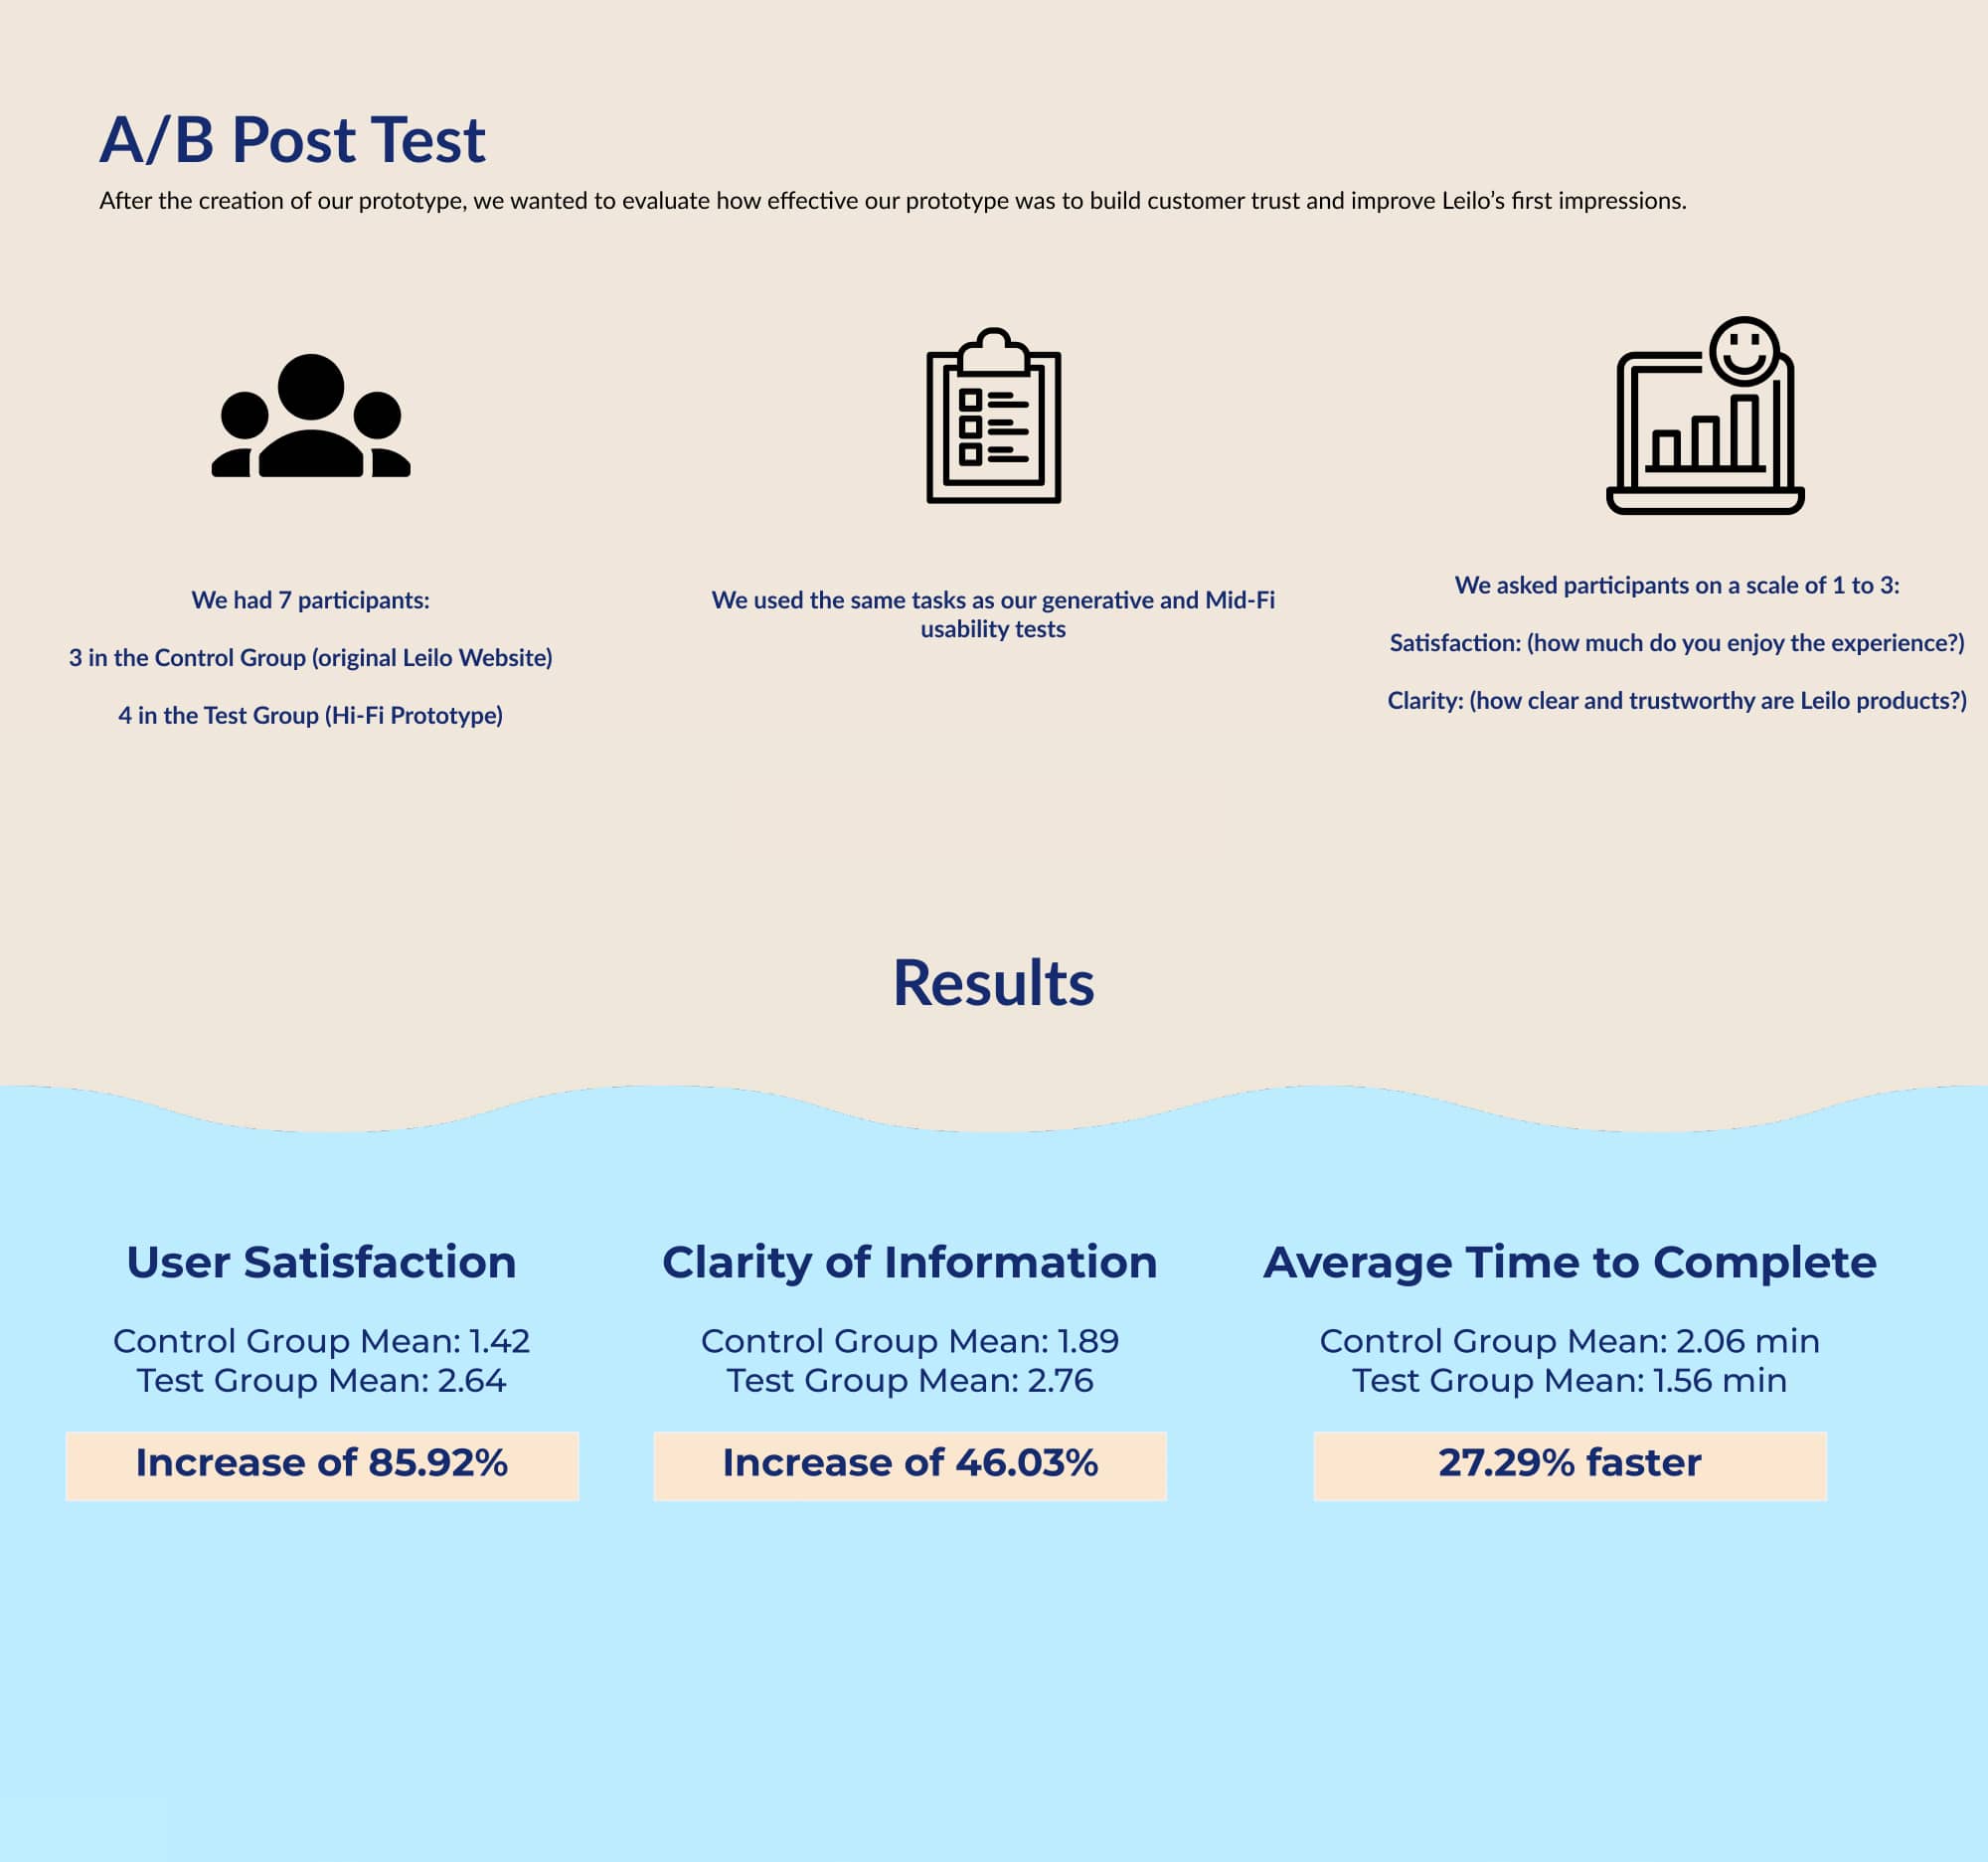 A/B Post Test
After the creation of our prototype, we wanted to evaluate how effective our prototype was to build customer trust and improve Leilo’s first impressions.
We had 7 participants:
3 in the Control Group (original Leilo Website)
4 in the Test Group (Hi-Fi Prototype)
We used the same tasks as our generative and Mid-Fi
usability tests
We asked participants on a scale of 1 to 3:
Satisfaction: (how much do you enjoy the experience?)
Clarity: (how clear and trustworthy are Leilo products?)
Results
User Satisfaction
Control Group Mean: 1.42
Test Group Mean: 2.64
Increase of 85.92%
Clarity of Information
Control Group Mean: 1.89
Test Group Mean: 2.76
Increase of 46.03%
Average Time to Complete
Control Group Mean: 2.06 min
Test Group Mean: 1.56 min
27.29% faster